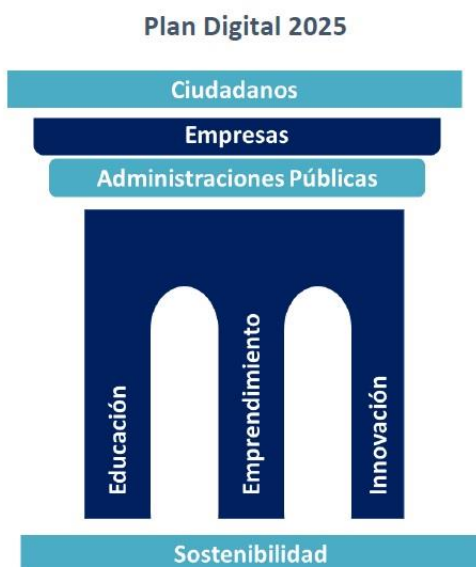 Plan Digital 2025
Ciudadanos
Empresas
Administraciones Públicas
Educación
Emprendimiento
Innovación
Sostenibilidad